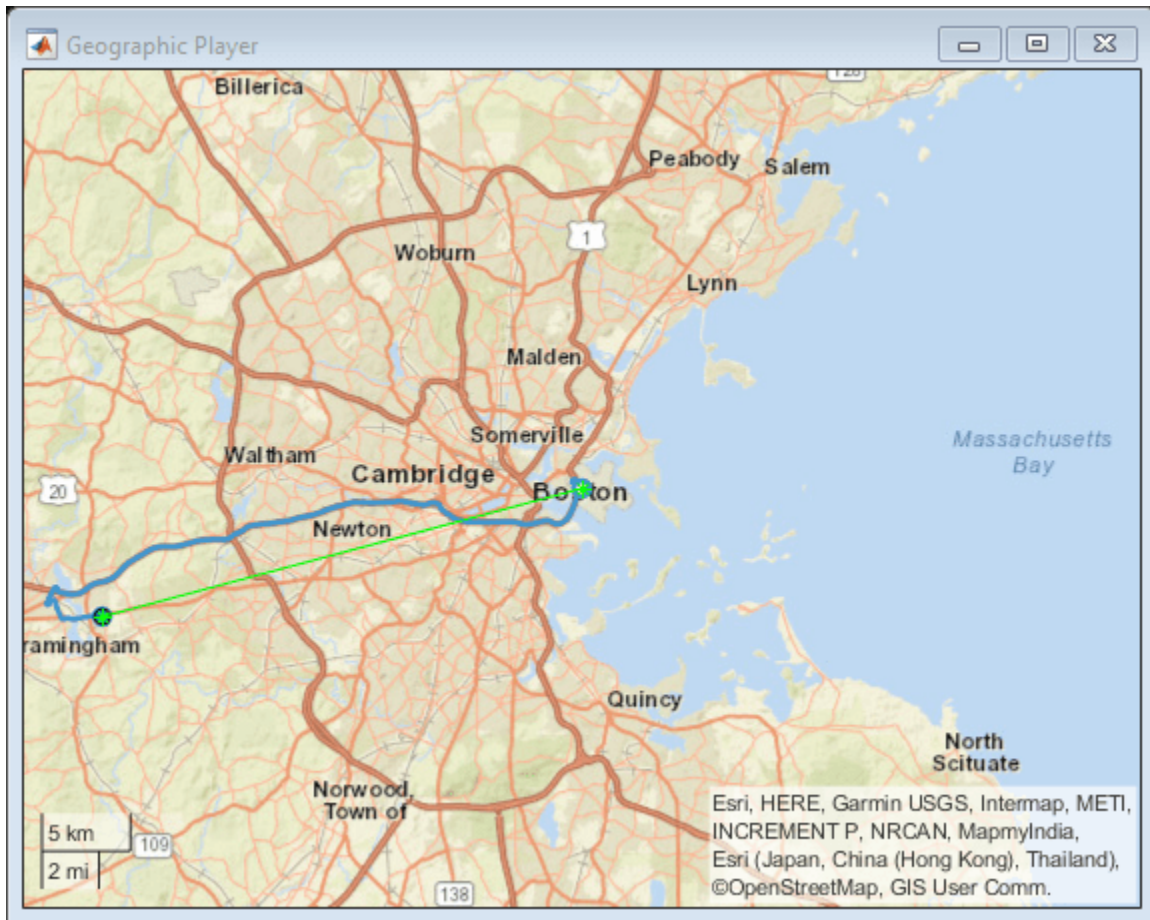 Geographic Player
128
Billerica
Peabody
Salem
1
Woburn
Lynn
Malden
Somerville
Massachusetts
Bay
Waltham
Cambridge
20
Boston
Newton
ramingham
Quincy
North
Scituate
Norwood,
Town of
5 km
2 mi
109
138
Esri, HERE, Garmin USGS, Intermap, METI,
INCREMENT P, NRCAN, MapmyIndia,
Esri (Japan, China (Hong Kong), Thailand),
©OpenStreetMap, GIS User Comm.